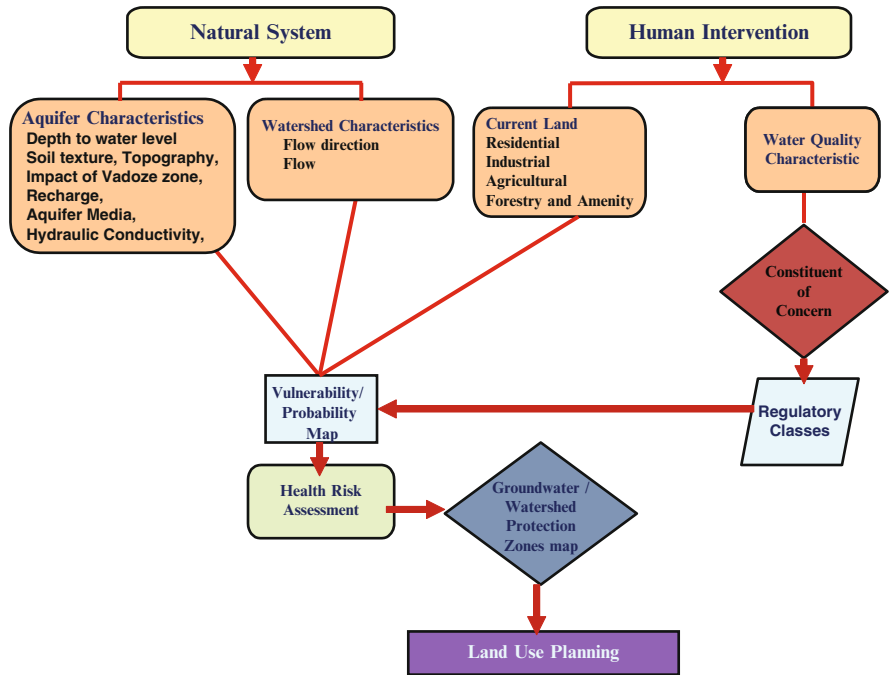 Natural System
Human Intervention
Aquifer Characteristics
Depth to water level
Soil texture, Topography,
Impact of Vadoze zone,
Recharge,
Aquifer Media,
Hydraulic Conductivity,
Watershed Characteristics
Flow direction
Flow
Current Land
Residential
Industrial
Agricultural
Forestry and Amenity
Water Quality
Characteristic
Constituent
of
Concern
Regulatory
Classes
Vulnerability/
Probability
Map
Health Risk
Assessment
Groundwater /
Watershed
Protection
Zones map
Land Use Planning